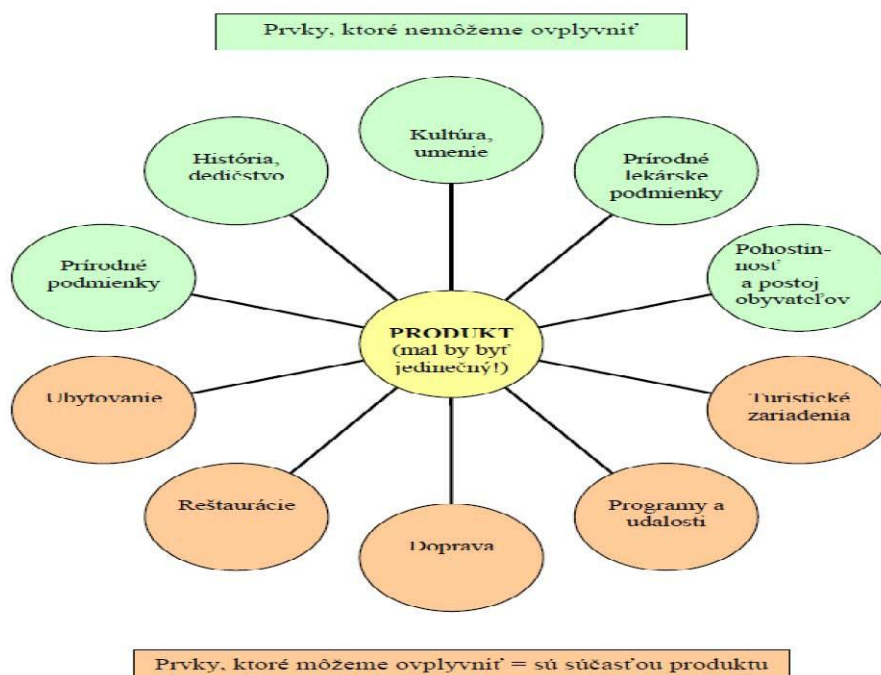 Prvky, ktoré nemôžeme ovplyvniť
Kultúra,
umenie
História,
dedičstvo
Prírodné
lekárske
podmienky
Prírodné
podmienky
Pohostin-
nosť
a postoj
obyvateľov
PRODUKT
(mal by byť
jedinečný!)
Ubytovanie
Turistické
zariadenia
Reštaurácie
Programy a
udalosti
Doprava
Prvky, ktoré môžeme ovplyvniť = sú súčasťou produktu